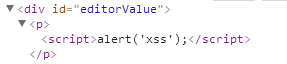 ▼<div id="editorValue">
▼<p>
<script>alert('xss');</script>
</p>